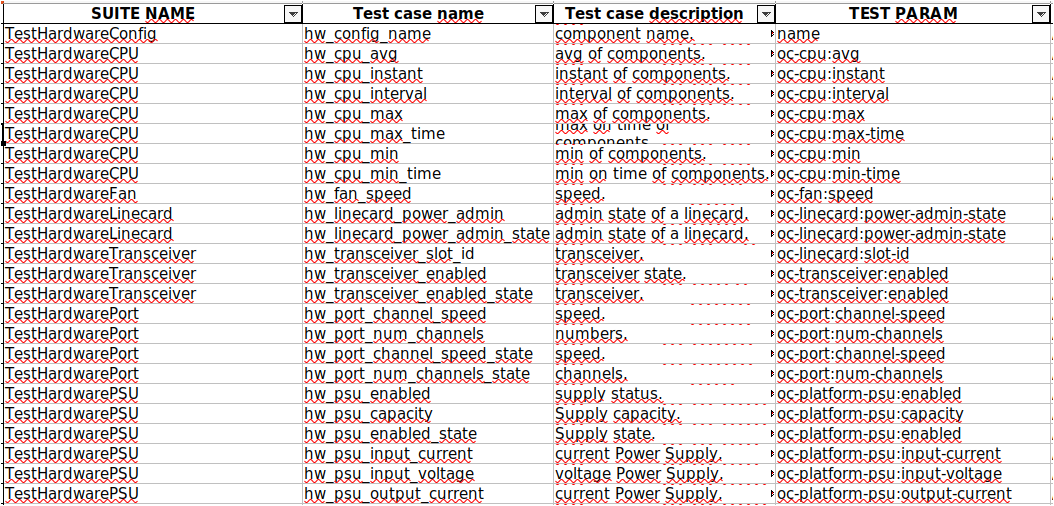 SUITE NAME Test case name Test case description TEST PARAM
TestHardwareConfig hw_config_name component name. name
TestHardwareCPU hw_cpu_avg avg of components. oc-cpu:avg
TestHardwareCPU hw_cpu_instant instant of components. oc-cpu:instant
TestHardwareCPU hw_cpu_interval interval of components. oc-cpu:interval
TestHardwareCPU hw_cpu_max max of components. oc-cpu:max
TestHardwareCPU hw_cpu_max_time max on time of components. oc-cpu:max-time
TestHardwareCPU hw_cpu_min min of components. oc-cpu:min
TestHardwareCPU hw_cpu_min_time min on time of components. oc-cpu:min-time
TestHardwareFan hw_fan_speed speed. oc-fan:speed
TestHardwareLinecard hw_linecard_power_admin admin state of a linecard. oc-linecard:power-admin-state
TestHardwareLinecard hw_linecard_power_admin_state admin state of a linecard. oc-linecard:power-admin-state
TestHardwareTransceiver hw_transceiver_slot_id transceiver. oc-linecard:slot-id
TestHardwareTransceiver hw_transceiver_enabled transceiver state. oc-transceiver:enabled
TestHardwareTransceiver hw_transceiver_enabled_state transceiver. oc-transceiver:enabled
TestHardwarePort hw_port_channel_speed speed. oc-port:channel-speed
TestHardwarePort hw_port_num_channels numbers. oc-port:num-channels
TestHardwarePort hw_port_channel_speed_state speed. oc-port:channel-speed
TestHardwarePort hw_port_num_channels_state channels. oc-port:num-channels
TestHardwarePSU hw_psu_enabled supply status. oc-platform-psu:enabled
TestHardwarePSU hw_psu_capacity Supply capacity. oc-platform-psu:capacity
TestHardwarePSU hw_psu_enabled_state Supply state. oc-platform-psu:enabled
TestHardwarePSU hw_psu_input_current current Power Supply. oc-platform-psu:input-current
TestHardwarePSU hw_psu_input_voltage voltage Power Supply. oc-platform-psu:input-voltage
TestHardwarePSU hw_psu_output_current current Power Supply. oc-platform-psu:output-current